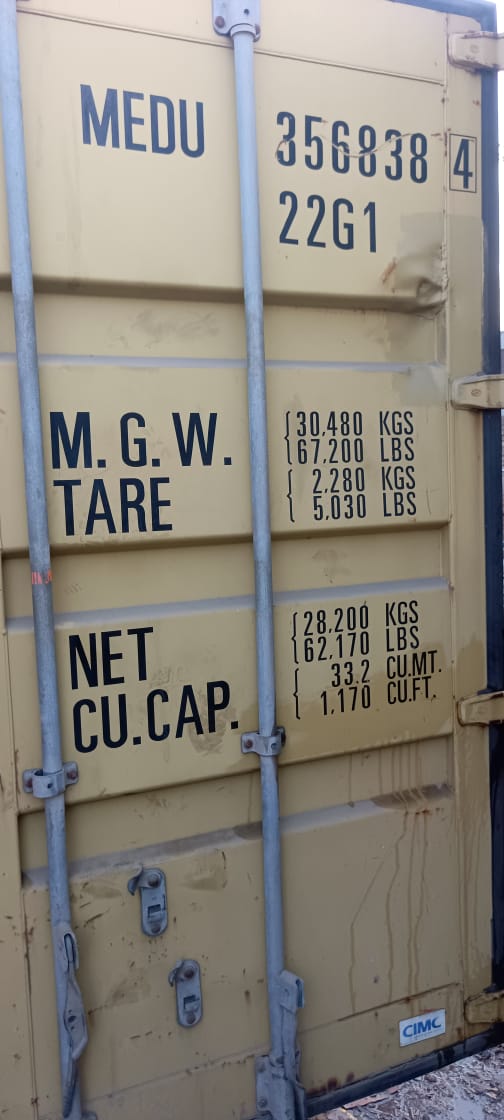 MEDU 356838 4
22G1
M. G. W. 30,480 KGS
67,200 LBS
TARE 2,280 KGS
5,030 LBS
NET 28,200 KGS
62,170 LBS
CU.CAP. 33.2 CU.MT.
1,170 CU.FT.
CIMC